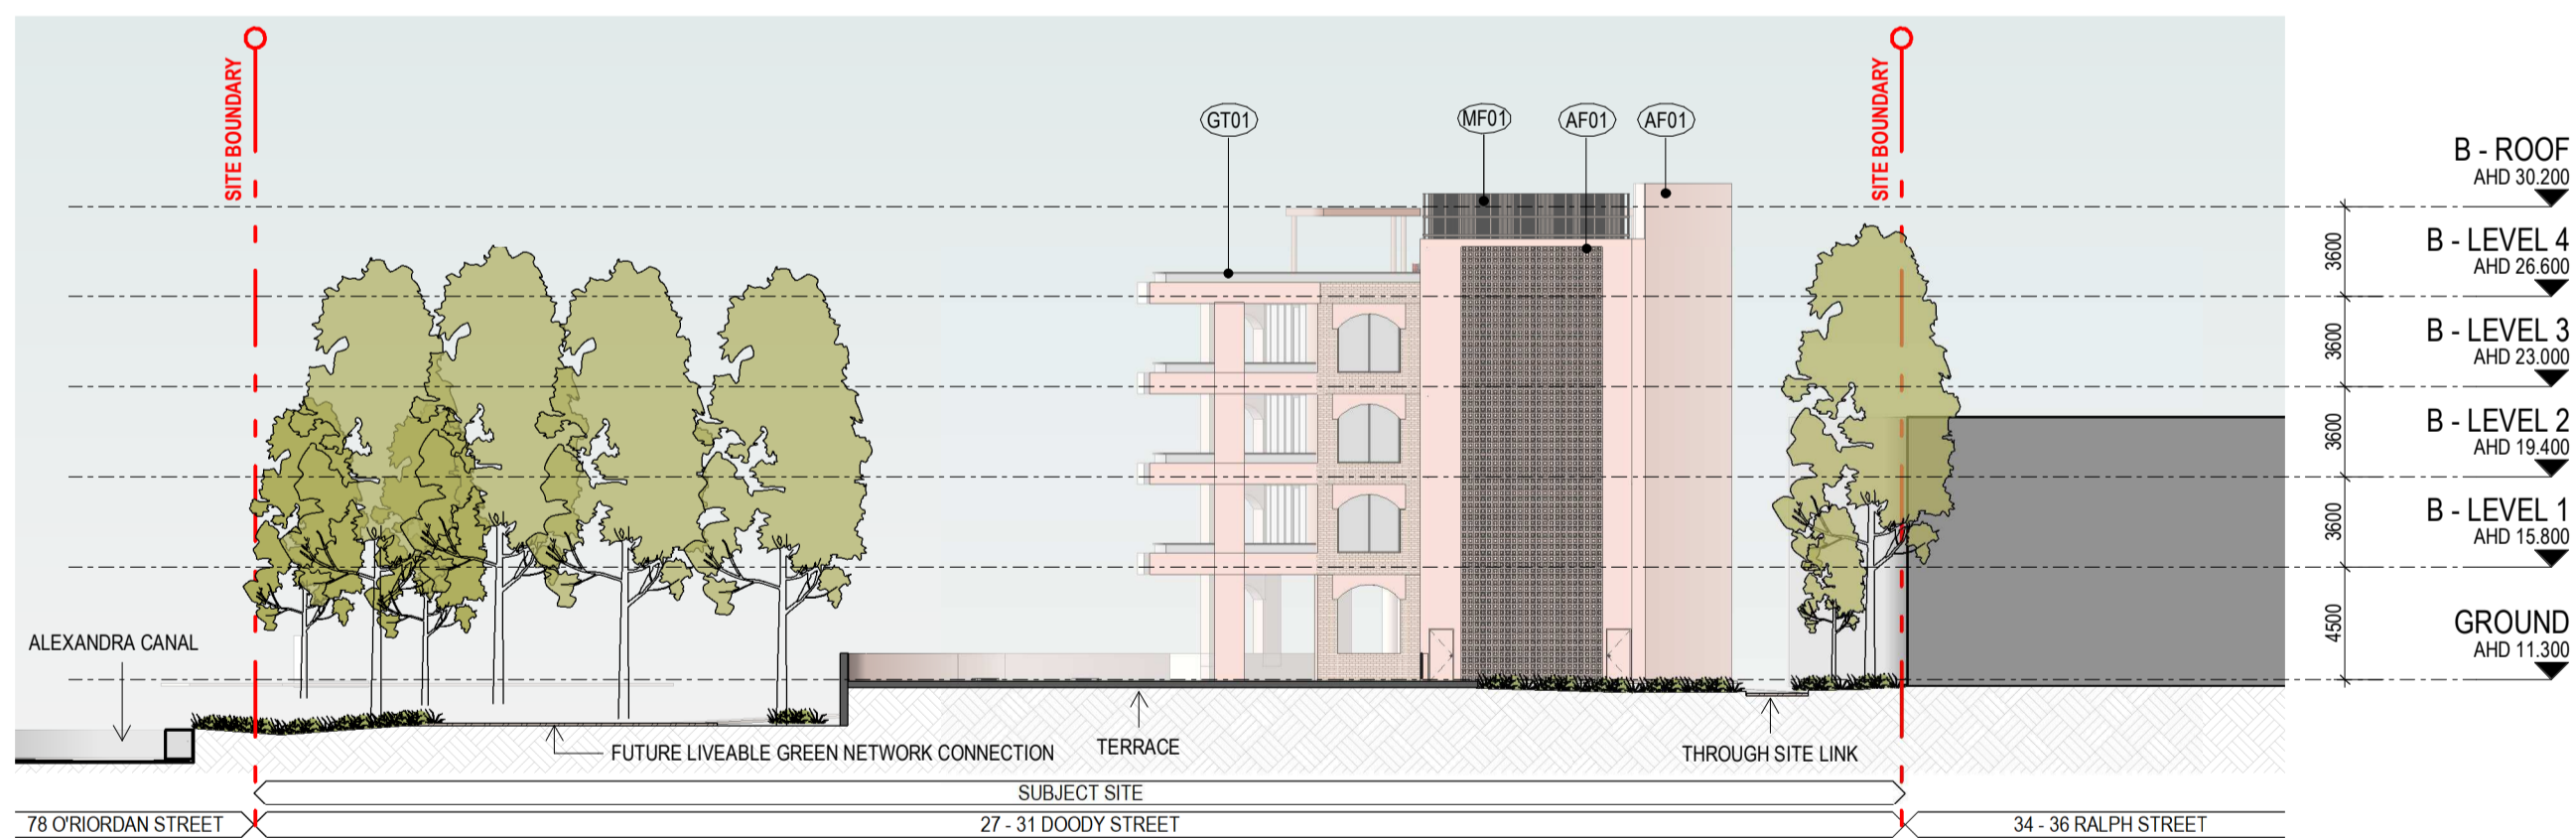 SITE BOUNDARY
SITE BOUNDARY
GT01
MF01
AF01
AF01
B - ROOF
AHD 30.200
3600
B - LEVEL 4
AHD 26.600
3600
B - LEVEL 3
AHD 23.000
3600
B - LEVEL 2
AHD 19.400
3600
B - LEVEL 1
AHD 15.800
4500
GROUND
AHD 11.300
ALEXANDRA CANAL
FUTURE LIVEABLE GREEN NETWORK CONNECTION
TERRACE
THROUGH SITE LINK
SUBJECT SITE
78 O'RIORDAN STREET
27 - 31 DOODY STREET
34 - 36 RALPH STREET